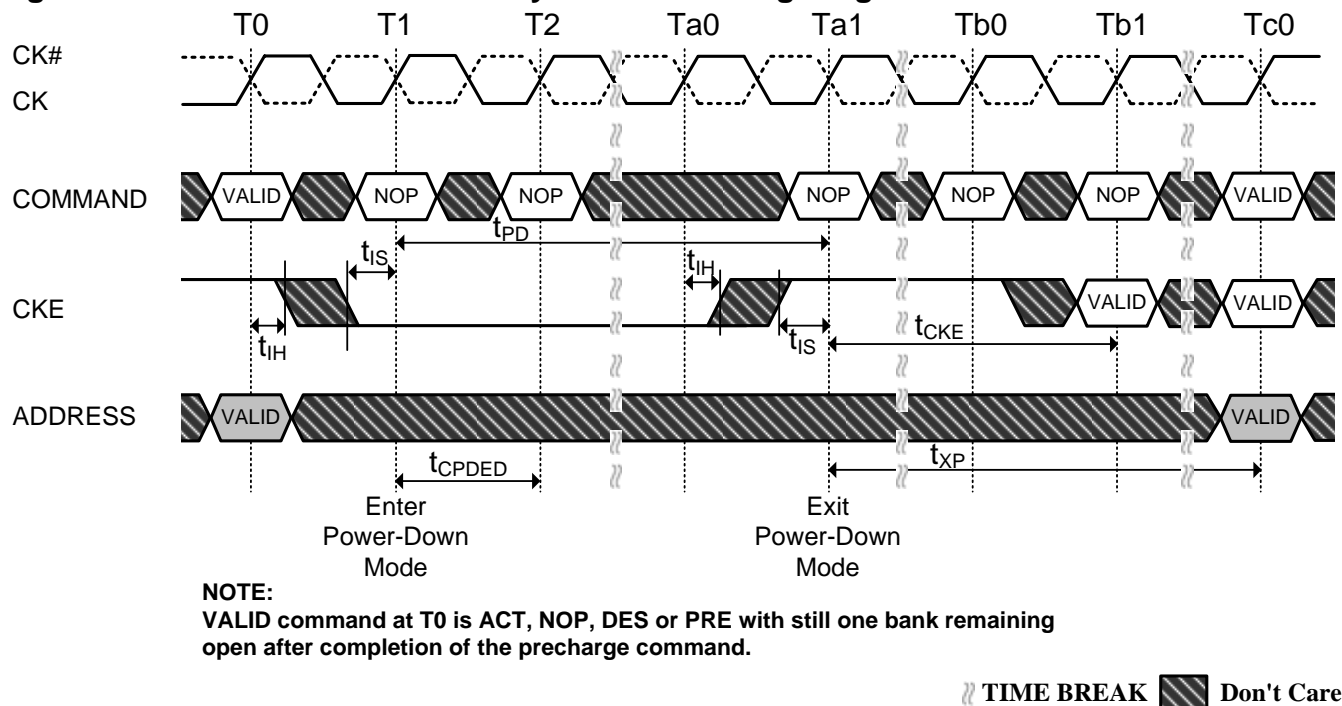 T0 T1 T2 Ta0 Ta1 Tb0 Tb1 Tc0
CK#
CK
COMMAND VALID NOP NOP NOP NOP NOP VALID
tPD
tIS tIH
CKE VALID VALID
tIH tIS tCKE
ADDRESS VALID VALID
tCPDED tXP
Enter Exit
Power-Down Power-Down
Mode Mode
NOTE:
VALID command at T0 is ACT, NOP, DES or PRE with still one bank remaining
open after completion of the precharge command.
TIME BREAK Don't Care